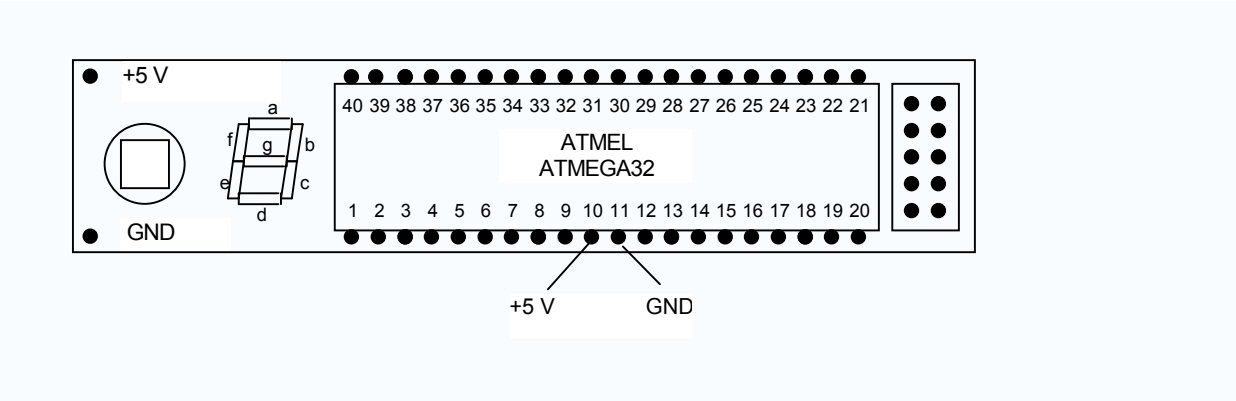 +5 V
a
f
g
b
e
c
d
GND
40 39 38 37 36 35 34 33 32 31 30 29 28 27 26 25 24 23 22 21
ATMEL
ATMEGA32
1 2 3 4 5 6 7 8 9 10 11 12 13 14 15 16 17 18 19 20
+5 V
GND